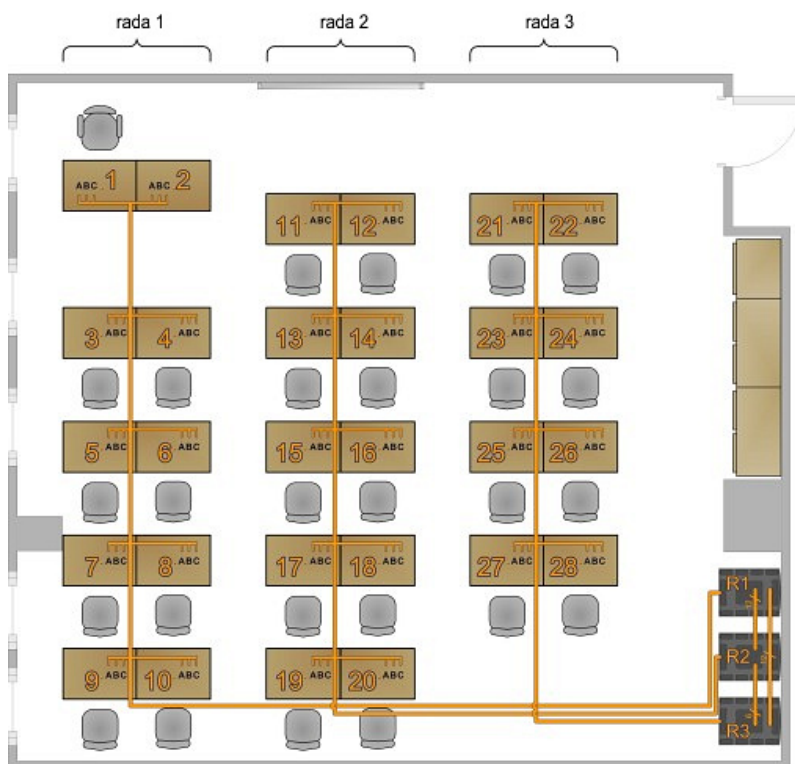 rada 1 rada 2 rada 3
ABC 1 ABC 2
11 ABC 12 ABC 21 ABC 22 ABC
3 ABC 4 ABC 13 ABC 14 ABC 23 ABC 24 ABC
5 ABC 6 ABC 15 ABC 16 ABC 25 ABC 26 ABC
7 ABC 8 ABC 17 ABC 18 ABC 27 ABC 28 ABC
R1
9 ABC 10 ABC 19 ABC 20 ABC R2
R3